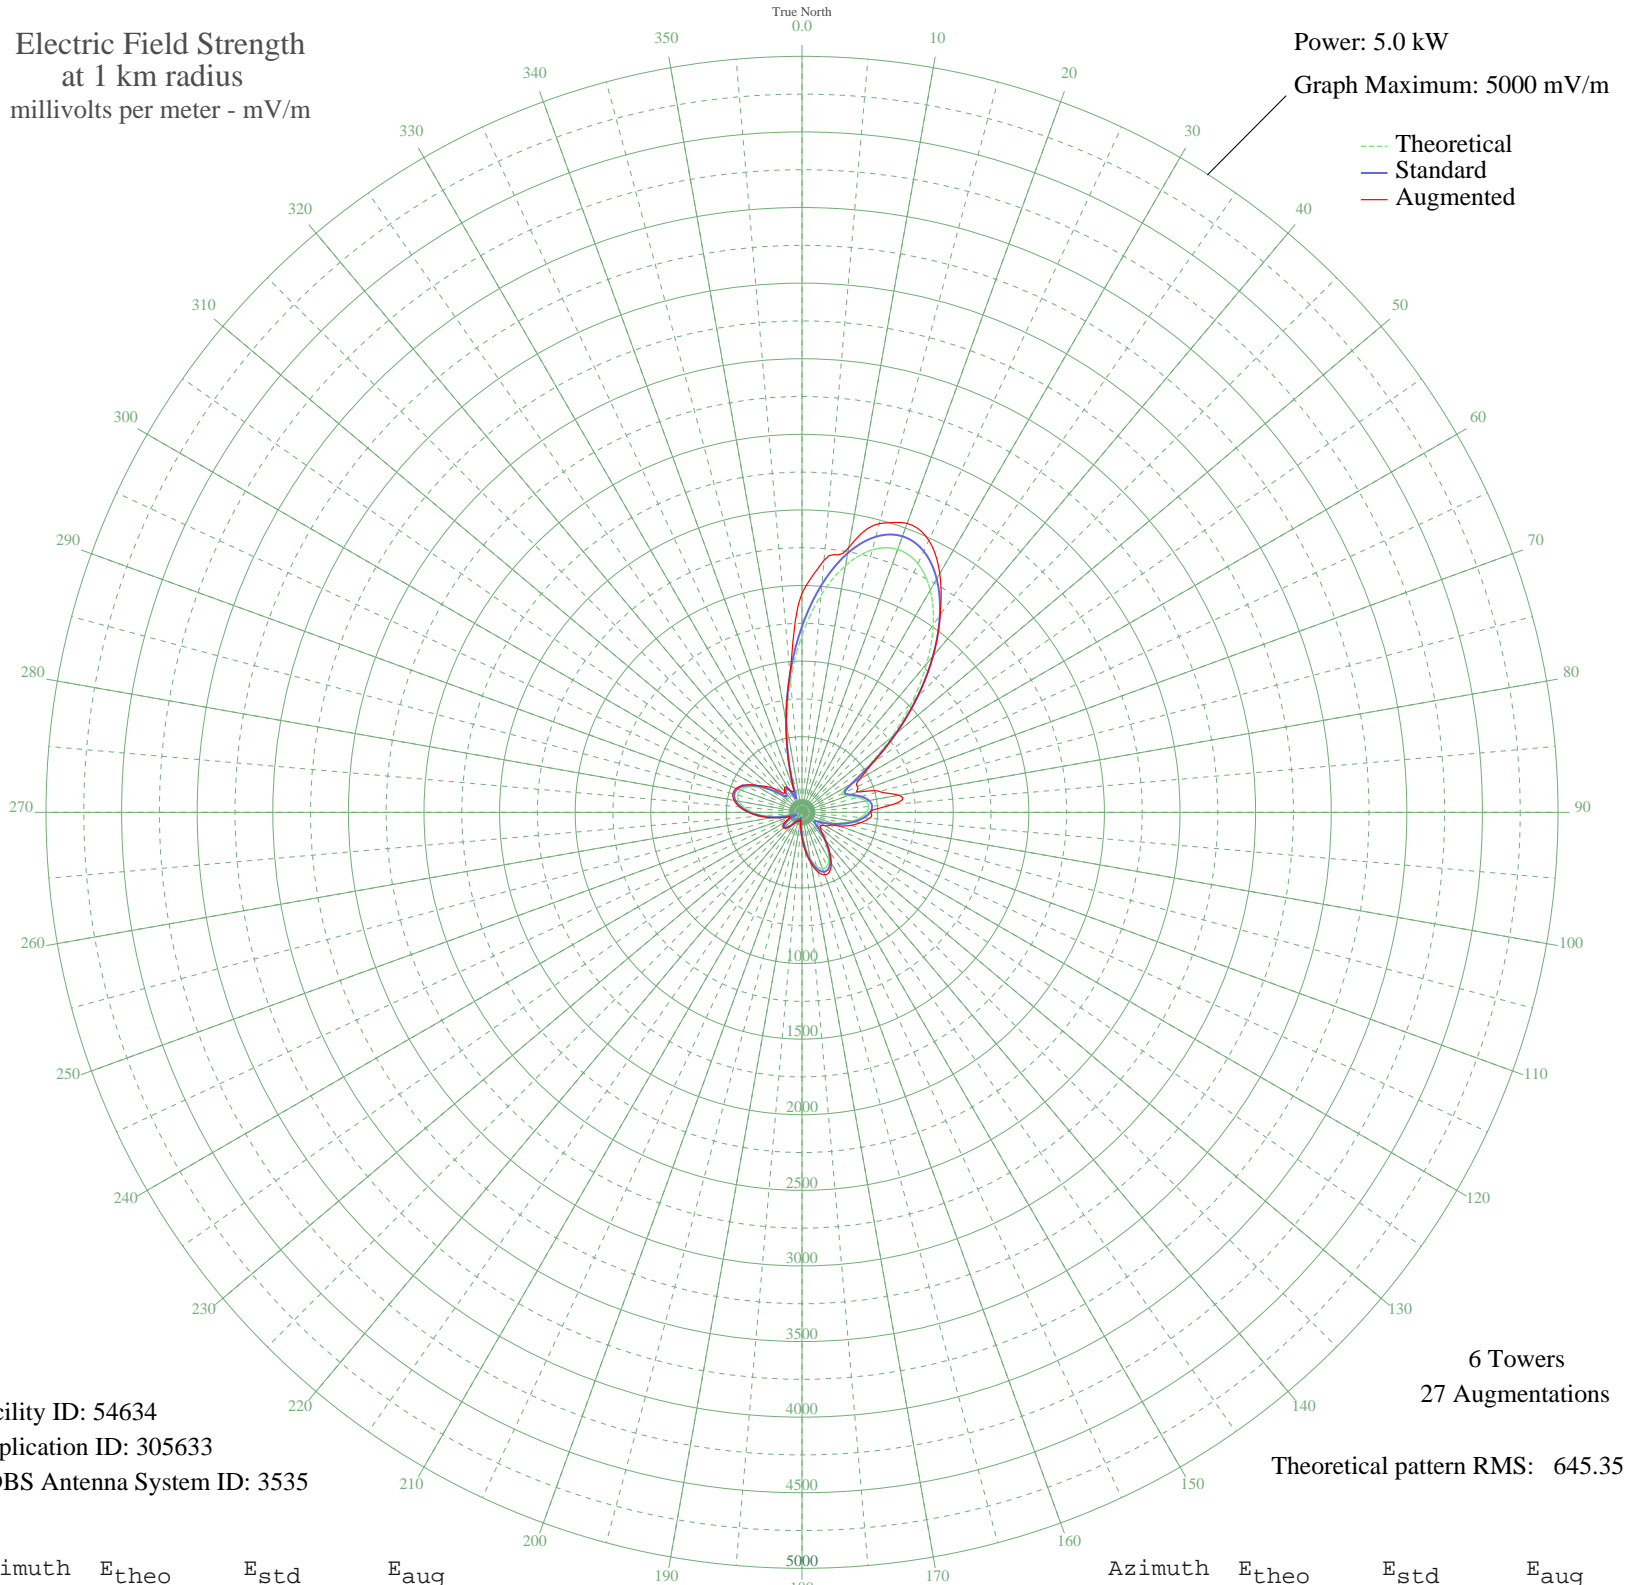 True North
0.0
Electric Field Strength
at 1 km radius
millivolts per meter - mV/m
Power: 5.0 kW
Graph Maximum: 5000 mV/m
Theoretical
Standard
Augmented
350
10
340
20
330
30
320
40
310
50
300
60
290
70
280
80
270
90
260
100
250
110
240
120
230
130
220
140
210
150
200
160
190
170
1000
1500
2000
2500
3000
3500
4000
4500
5000
6 Towers
27 Augmentations
Theoretical pattern RMS: 645.35
cility ID: 54634
plication ID: 305633
DBS Antenna System ID: 3535
imuth Etheo Estd Eaug
Azimuth Etheo Estd Eaug